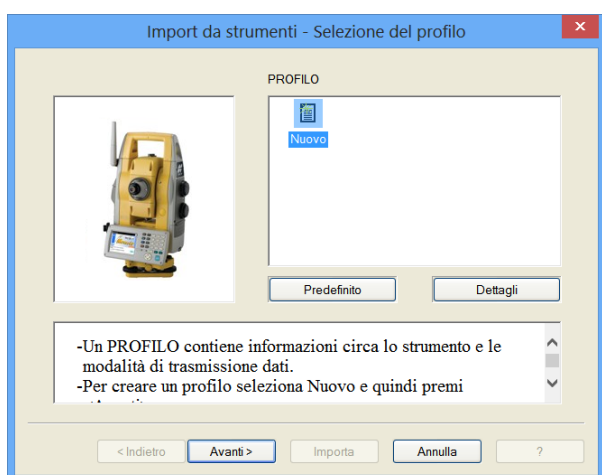 Import da strumenti - Selezione del profilo
PROFILO
Nuovo
Predefinito
Dettagli
-Un PROFILO contiene informazioni circa lo strumento e le
modalità di trasmissione dati.
-Per creare un profilo seleziona Nuovo e quindi premi
< Indietro
Avanti >
Importa
Annulla
?